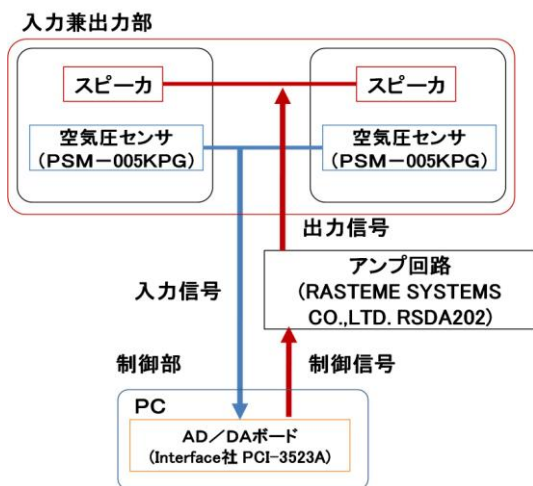 入力兼出力部
スピーカ
スピーカ
空気圧センサ
(PSM－005KPG)
空気圧センサ
(PSM－005KPG)
出力信号
アンプ回路
(RASTEME SYSTEMS
CO.,LTD. RSDA202)
入力信号
制御部
制御信号
PC
AD／DAボード
(Interface社 PCI-3523A)